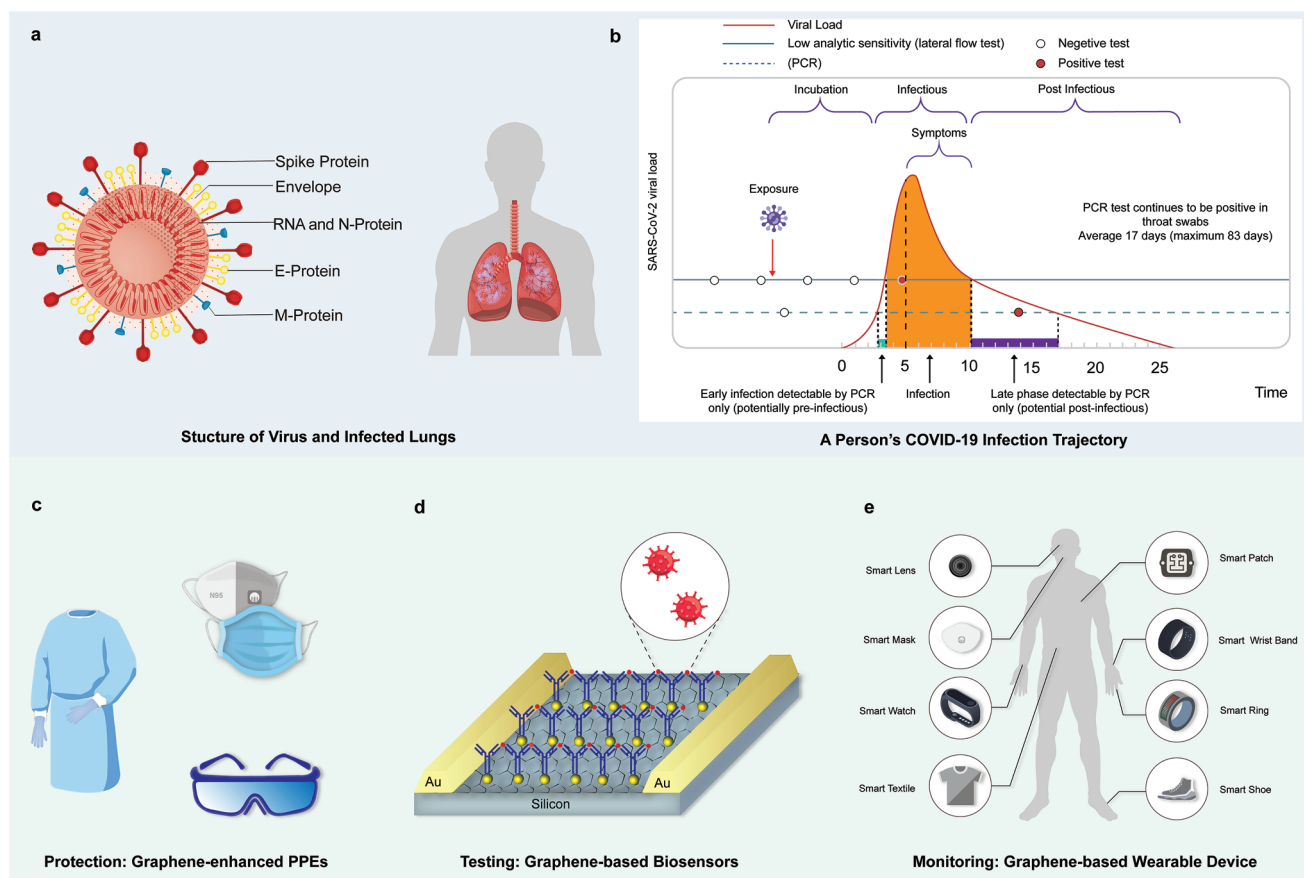 a
Spike Protein
Envelope
RNA and N-Protein
E-Protein
M-Protein
Stucture of Virus and Infected Lungs
b
Viral Load
Low analytic sensitivity (lateral flow test)
(PCR)
Negetive test
Positive test
Incubation
Infectious
Post Infectious
Symptoms
Exposure
SARS-CoV-2 viral load
PCR test continues to be positive in
throat swabs
Average 17 days (maximum 83 days)
0 5 10 15 20 25
Time
Early infection detectable by PCR
only (potentially pre-infectious)
Infection
Late phase detectable by PCR
only (potential post-infectious)
A Person's COVID-19 Infection Trajectory
c
N95
Protection: Graphene-enhanced PPEs
d
Au
Au
Silicon
Testing: Graphene-based Biosensors
e
Smart Lens
Smart Mask
Smart Watch
Smart Textile
Smart Patch
Smart Wrist Band
Smart Ring
Smart Shoe
Monitoring: Graphene-based Wearable Device